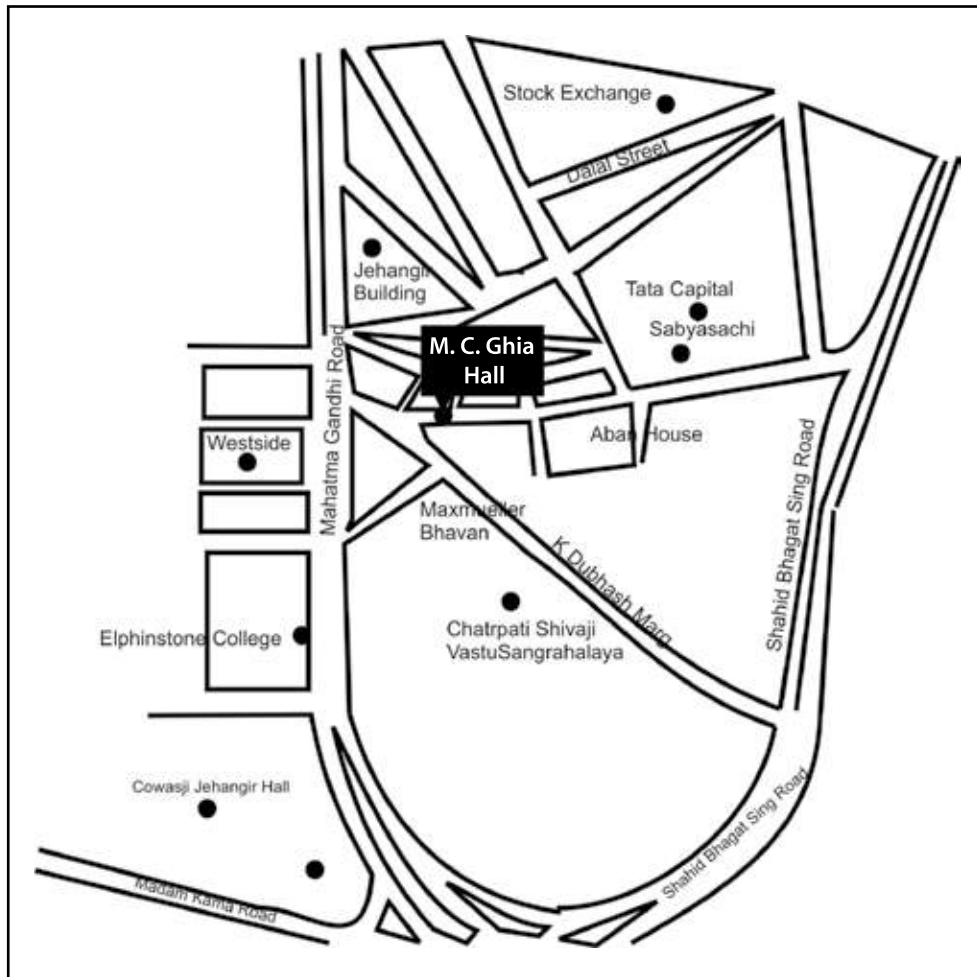 Stock Exchange
Dalal Street
Jehangir
Building
Tata Capital
Sabyasachi
M. C. Ghia
Hall
Mahatma Gandhi Road
Westside
Aban House
Maxmueller
Bhavan
K Dubhash Marg
Shahid Bhagat Sing Road
Chatrpati Shivaji
VastuSangrahalaya
Elphinstone College
Cowasji Jehangir Hall
Shahid Bhagat Sing Road
Madam Kama Road